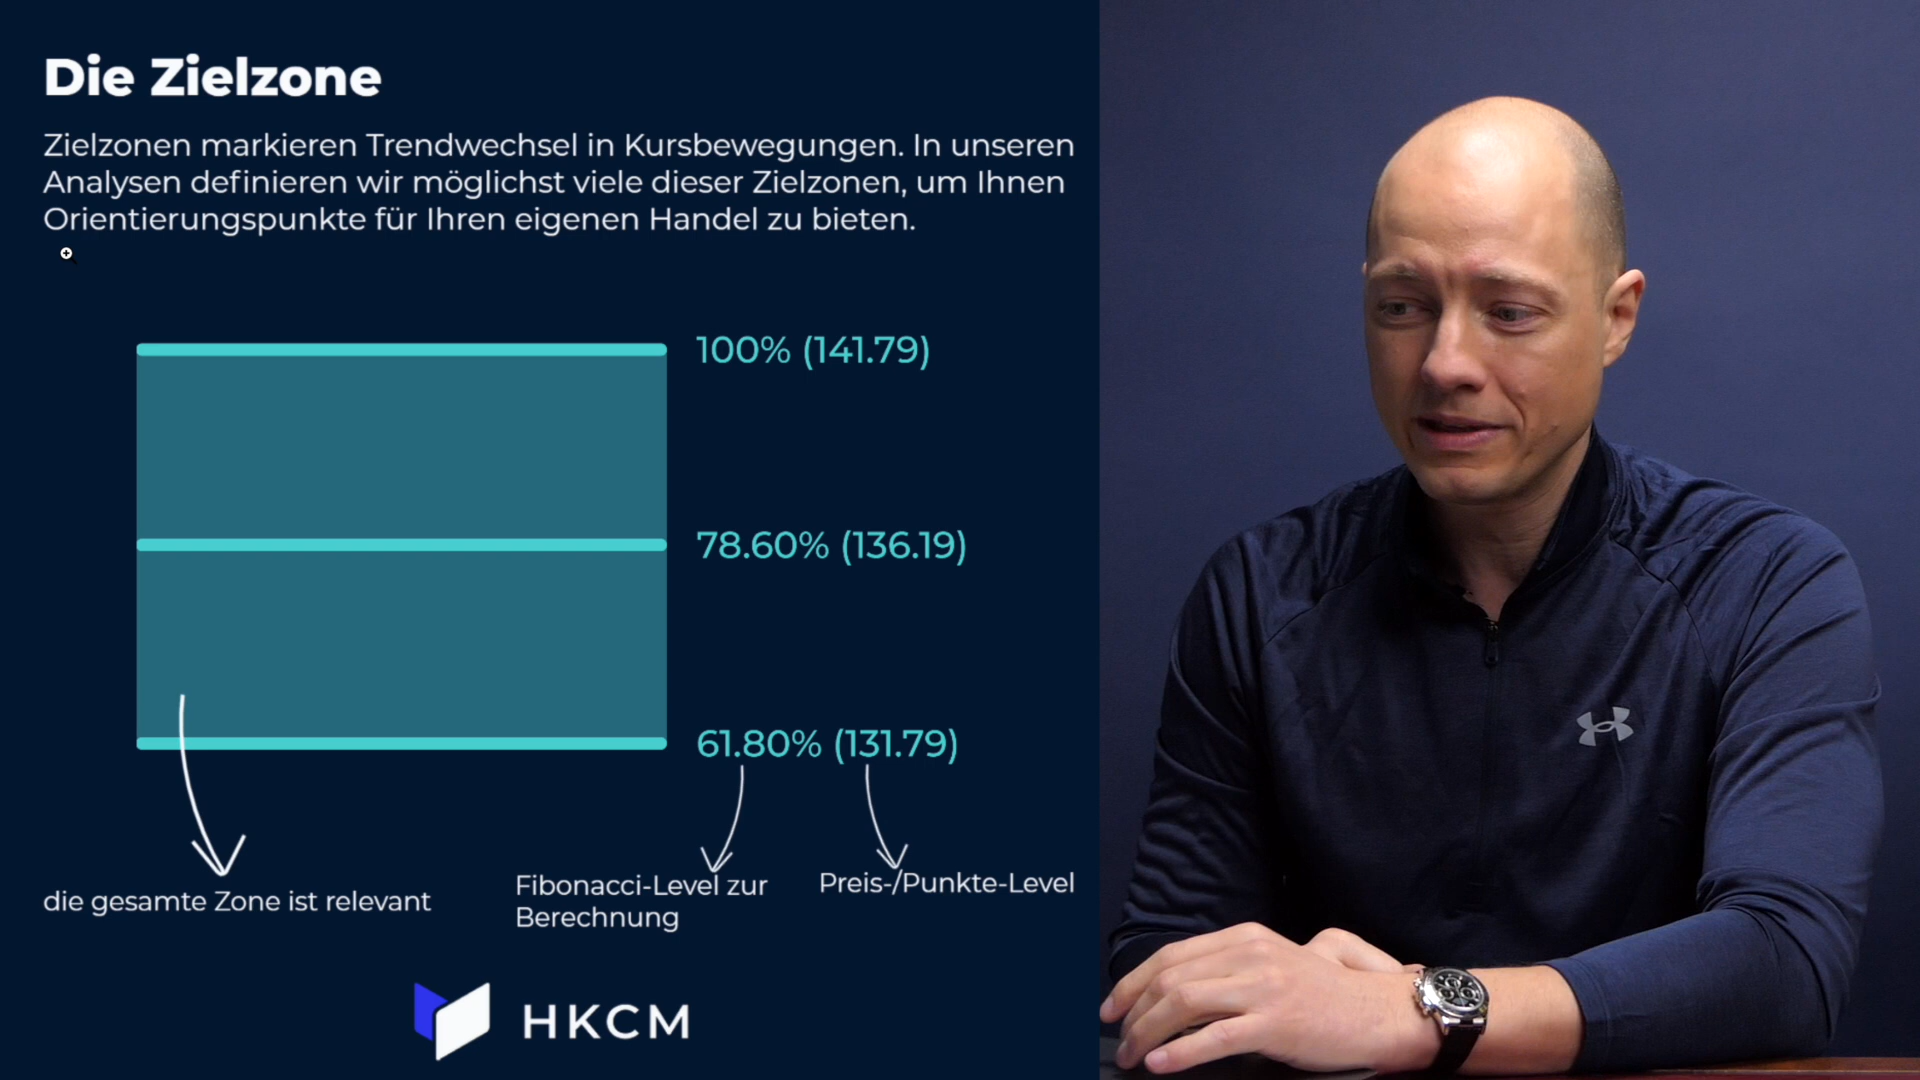 Die Zielzone
Zielzonen markieren Trendwechsel in Kursbewegungen. In unseren
Analysen definieren wir möglichst viele dieser Zielzonen, um Ihnen
Orientierungspunkte für Ihren eigenen Handel zu bieten.
100% (141.79)
78.60% (136.19)
61.80% (131.79)
die gesamte Zone ist relevant
Fibonacci-Level zur
Berechnung
Preis-/Punkte-Level
HKCM